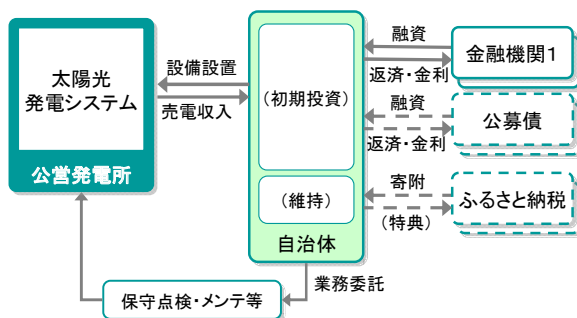 太陽光
発電システム
公営発電所
設備設置
売電収入
(初期投資)
(維持)
自治体
融資
返済・金利
金融機関1
融資
返済・金利
公募債
寄附
(特典)
ふるさと納税
業務委託
保守点検・メンテ等